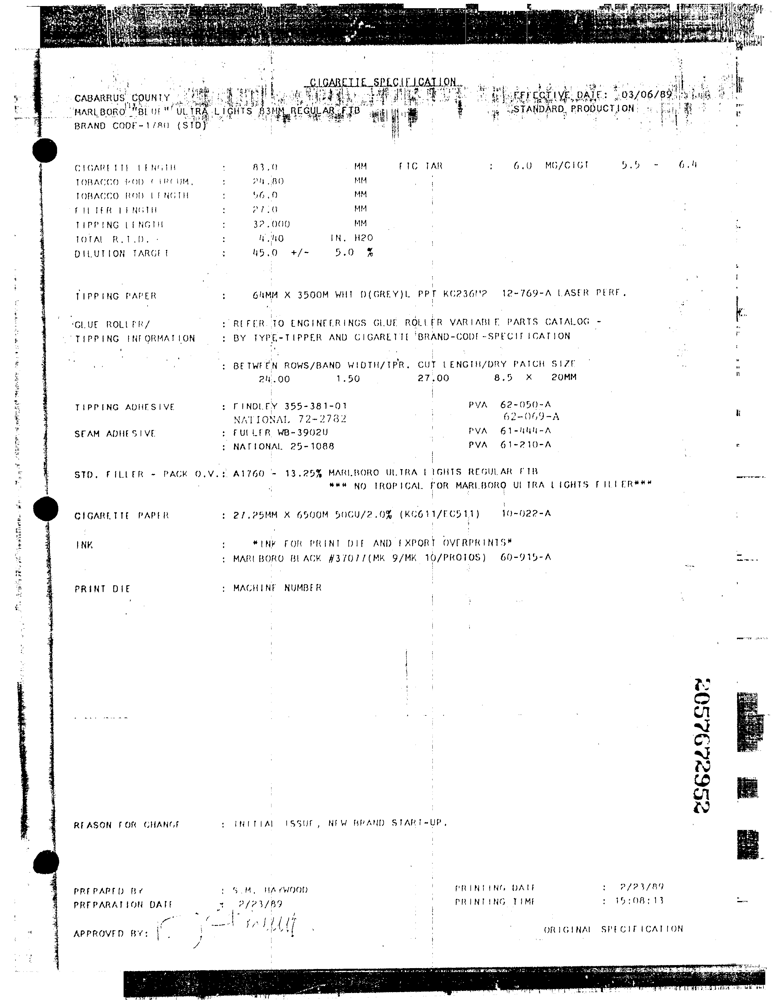 CIGARETTE SPECIFICATION
CABARRUS COUNTY EFFECTIVE DATE: 03/06/89
MARLBORO "BLUE" ULTRA LIGHTS 83MM REGULAR FTB STANDARD PRODUCTION
BRAND CODE-1780 (STD)
CIGARETTE LENGTH : 83.0 MM FTC TAR : 6.0 MG/CIGT 5.5 - 6.4
TOBACCO ROD CIRCUM. : 24.80 MM
TOBACCO ROD LENGTH : 56.0 MM
FILTER LENGTH : 27.0 MM
TIPPING LENGTH : 32.000 MM
TOTAL R.T.D. : 4.40 IN. H2O
DILUTION TARGET : 45.0 +/- 5.0 %
TIPPING PAPER : 64MM X 3500M WHT D(GREY)L PPT 12-769-A LASER PERF.
GLUE ROLLER/ : REFER TO ENGINEERINGS GLUE ROLLER VARIABLE PARTS CATALOG -
TIPPING INFORMATION : BY TYPE-TIPPER AND CIGARETTE BRAND-CODE-SPECIFICATION
: BETWEEN ROWS/BAND WIDTH/TPR. CUT LENGTH/DRY PATCH SIZE
24.00 1.50 27.00 8.5 X 20MM
TIPPING ADHESIVE : FINDLEY 355-381-01 PVA 62-050-A
NATIONAL 72-2782 62-069-A
SEAM ADHESIVE : FULLER WB-3902U PVA 61-444-A
: NATIONAL 25-1088 PVA 61-210-A
STD. FILLER - PACK O.V.: A1760 - 13.25% MARLBORO ULTRA LIGHTS REGULAR FTB
*** NO TROPICAL FOR MARLBORO ULTRA LIGHTS FILLER***
CIGARETTE PAPER : 27.25MM X 6500M 50CU/2.0% (KC611/EC511) 10-022-A
INK : *INK FOR PRINT DIE AND EXPORT OVERPRINTS*
: MARLBORO BLACK #37077(MK 9/MK 10/PROTOS) 60-915-A
PRINT DIE : MACHINE NUMBER
2057672952
REASON FOR CHANGE : INITIAL ISSUE, NEW BRAND START-UP.
PREPARED BY : S.M. HAYWOOD PRINTING DATE : 2/23/89
PREPARATION DATE : 2/23/89 PRINTING TIME : 15:08:13
APPROVED BY: ORIGINAL SPECIFICATION